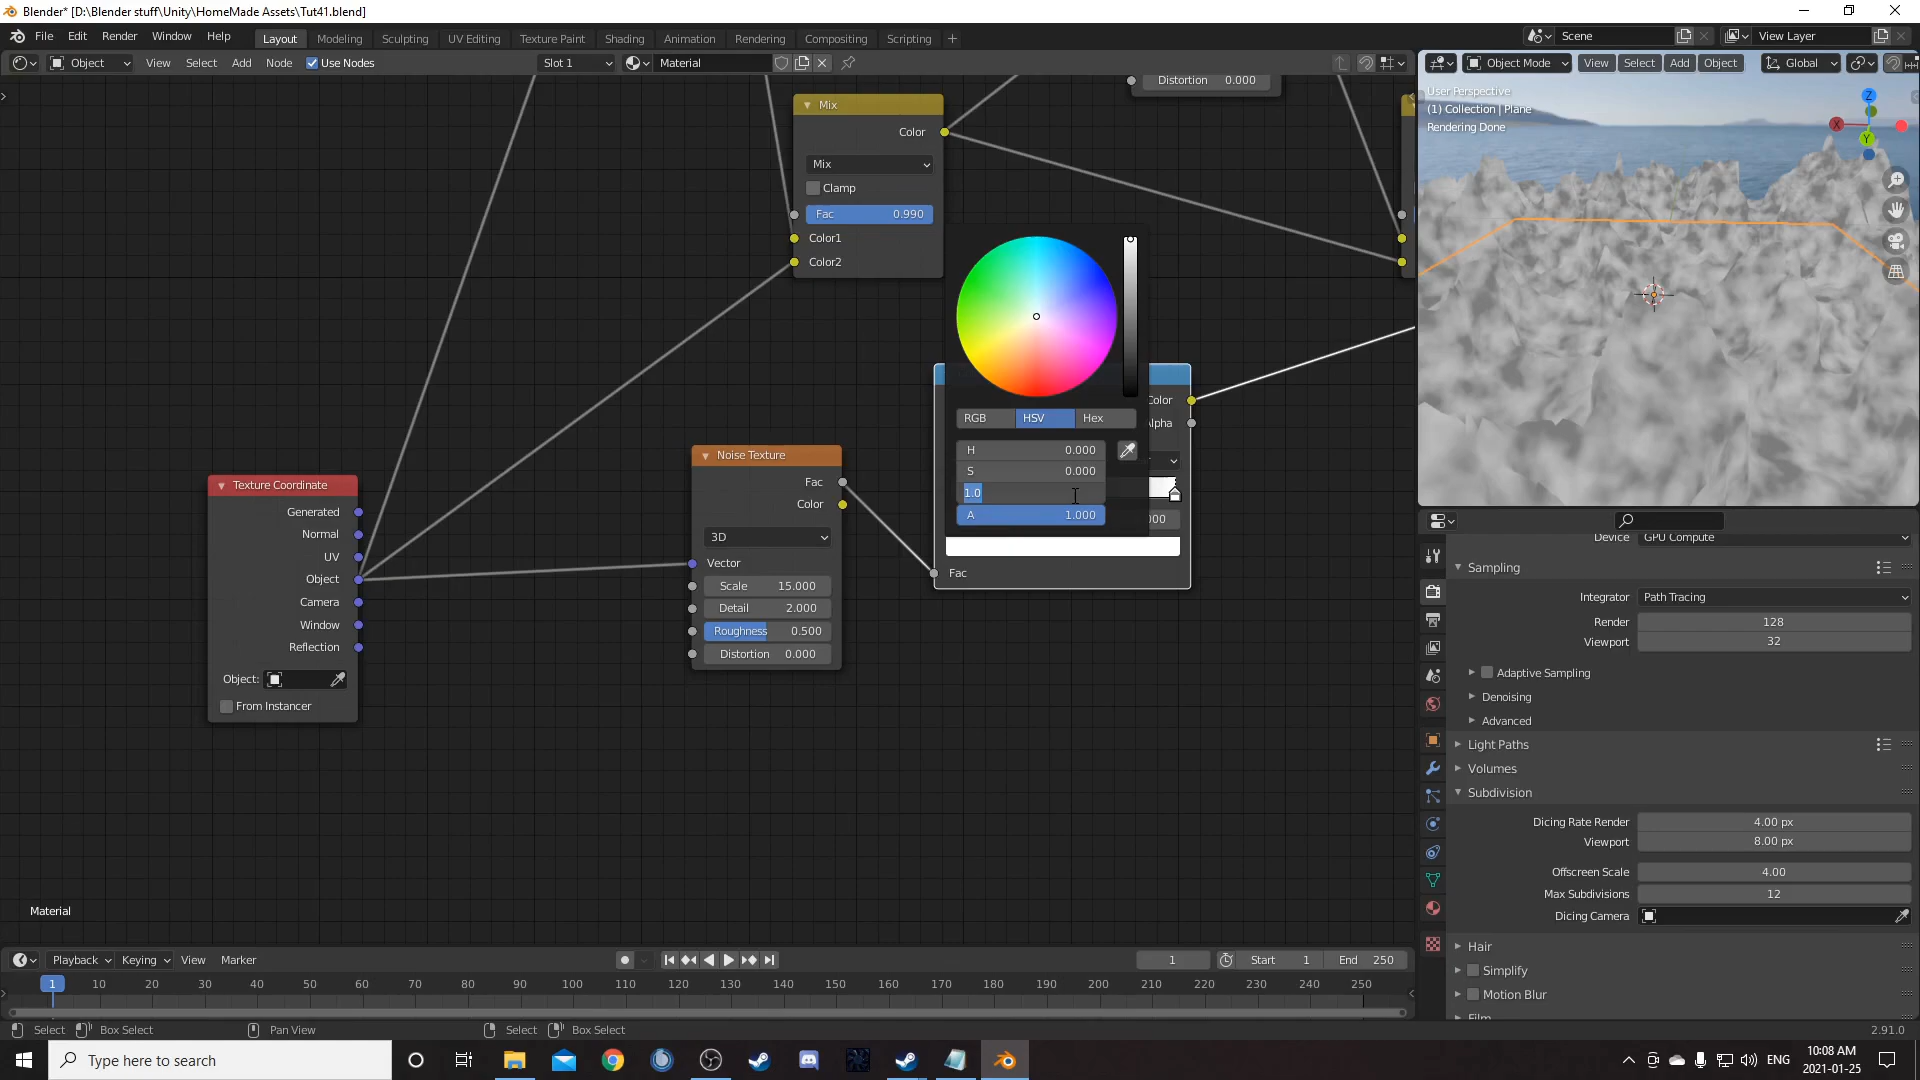 Blender* [D:\Blender stuff\Unity\HomeMade Assets\Tut41.blend]
File Edit Render Window Help Layout Modeling Sculpting UV Editing Texture Paint Shading Animation Rendering Compositing Scripting + Scene View Layer
Object View Select Add Node Use Nodes Slot 1 Material Object Mode View Select Add Object Global
Distortion 0.000
User Perspective
(1) Collection | Plane
Rendering Done
Z
X
Y
Mix
Color
Mix
Clamp
Fac 0.990
Color1
Color2
RGB HSV Hex
H 0.000
S 0.000
1.0
A 1.000
Color
Fac
Noise Texture
Fac
Color
3D
Vector
Scale 15.000
Detail 2.000
Roughness 0.500
Distortion 0.000
Texture Coordinate
Generated
Normal
UV
Object
Camera
Window
Reflection
Object:
From Instancer
Material
Device GPU Compute
Sampling
Integrator Path Tracing
Render 128
Viewport 32
Adaptive Sampling
Denoising
Advanced
Light Paths
Volumes
Subdivision
Dicing Rate Render 4.00 px
Viewport 8.00 px
Offscreen Scale 4.00
Max Subdivisions 12
Dicing Camera
Hair
Simplify
Motion Blur
Playback Keying View Marker 1 Start 1 End 250
1 10 20 30 40 50 60 70 80 90 100 110 120 130 140 150 160 170 180 190 200 210 220 230 240 250
Select Box Select Pan View Select Box Select 2.91.0
Type here to search ENG 10:08 AM
2021-01-25